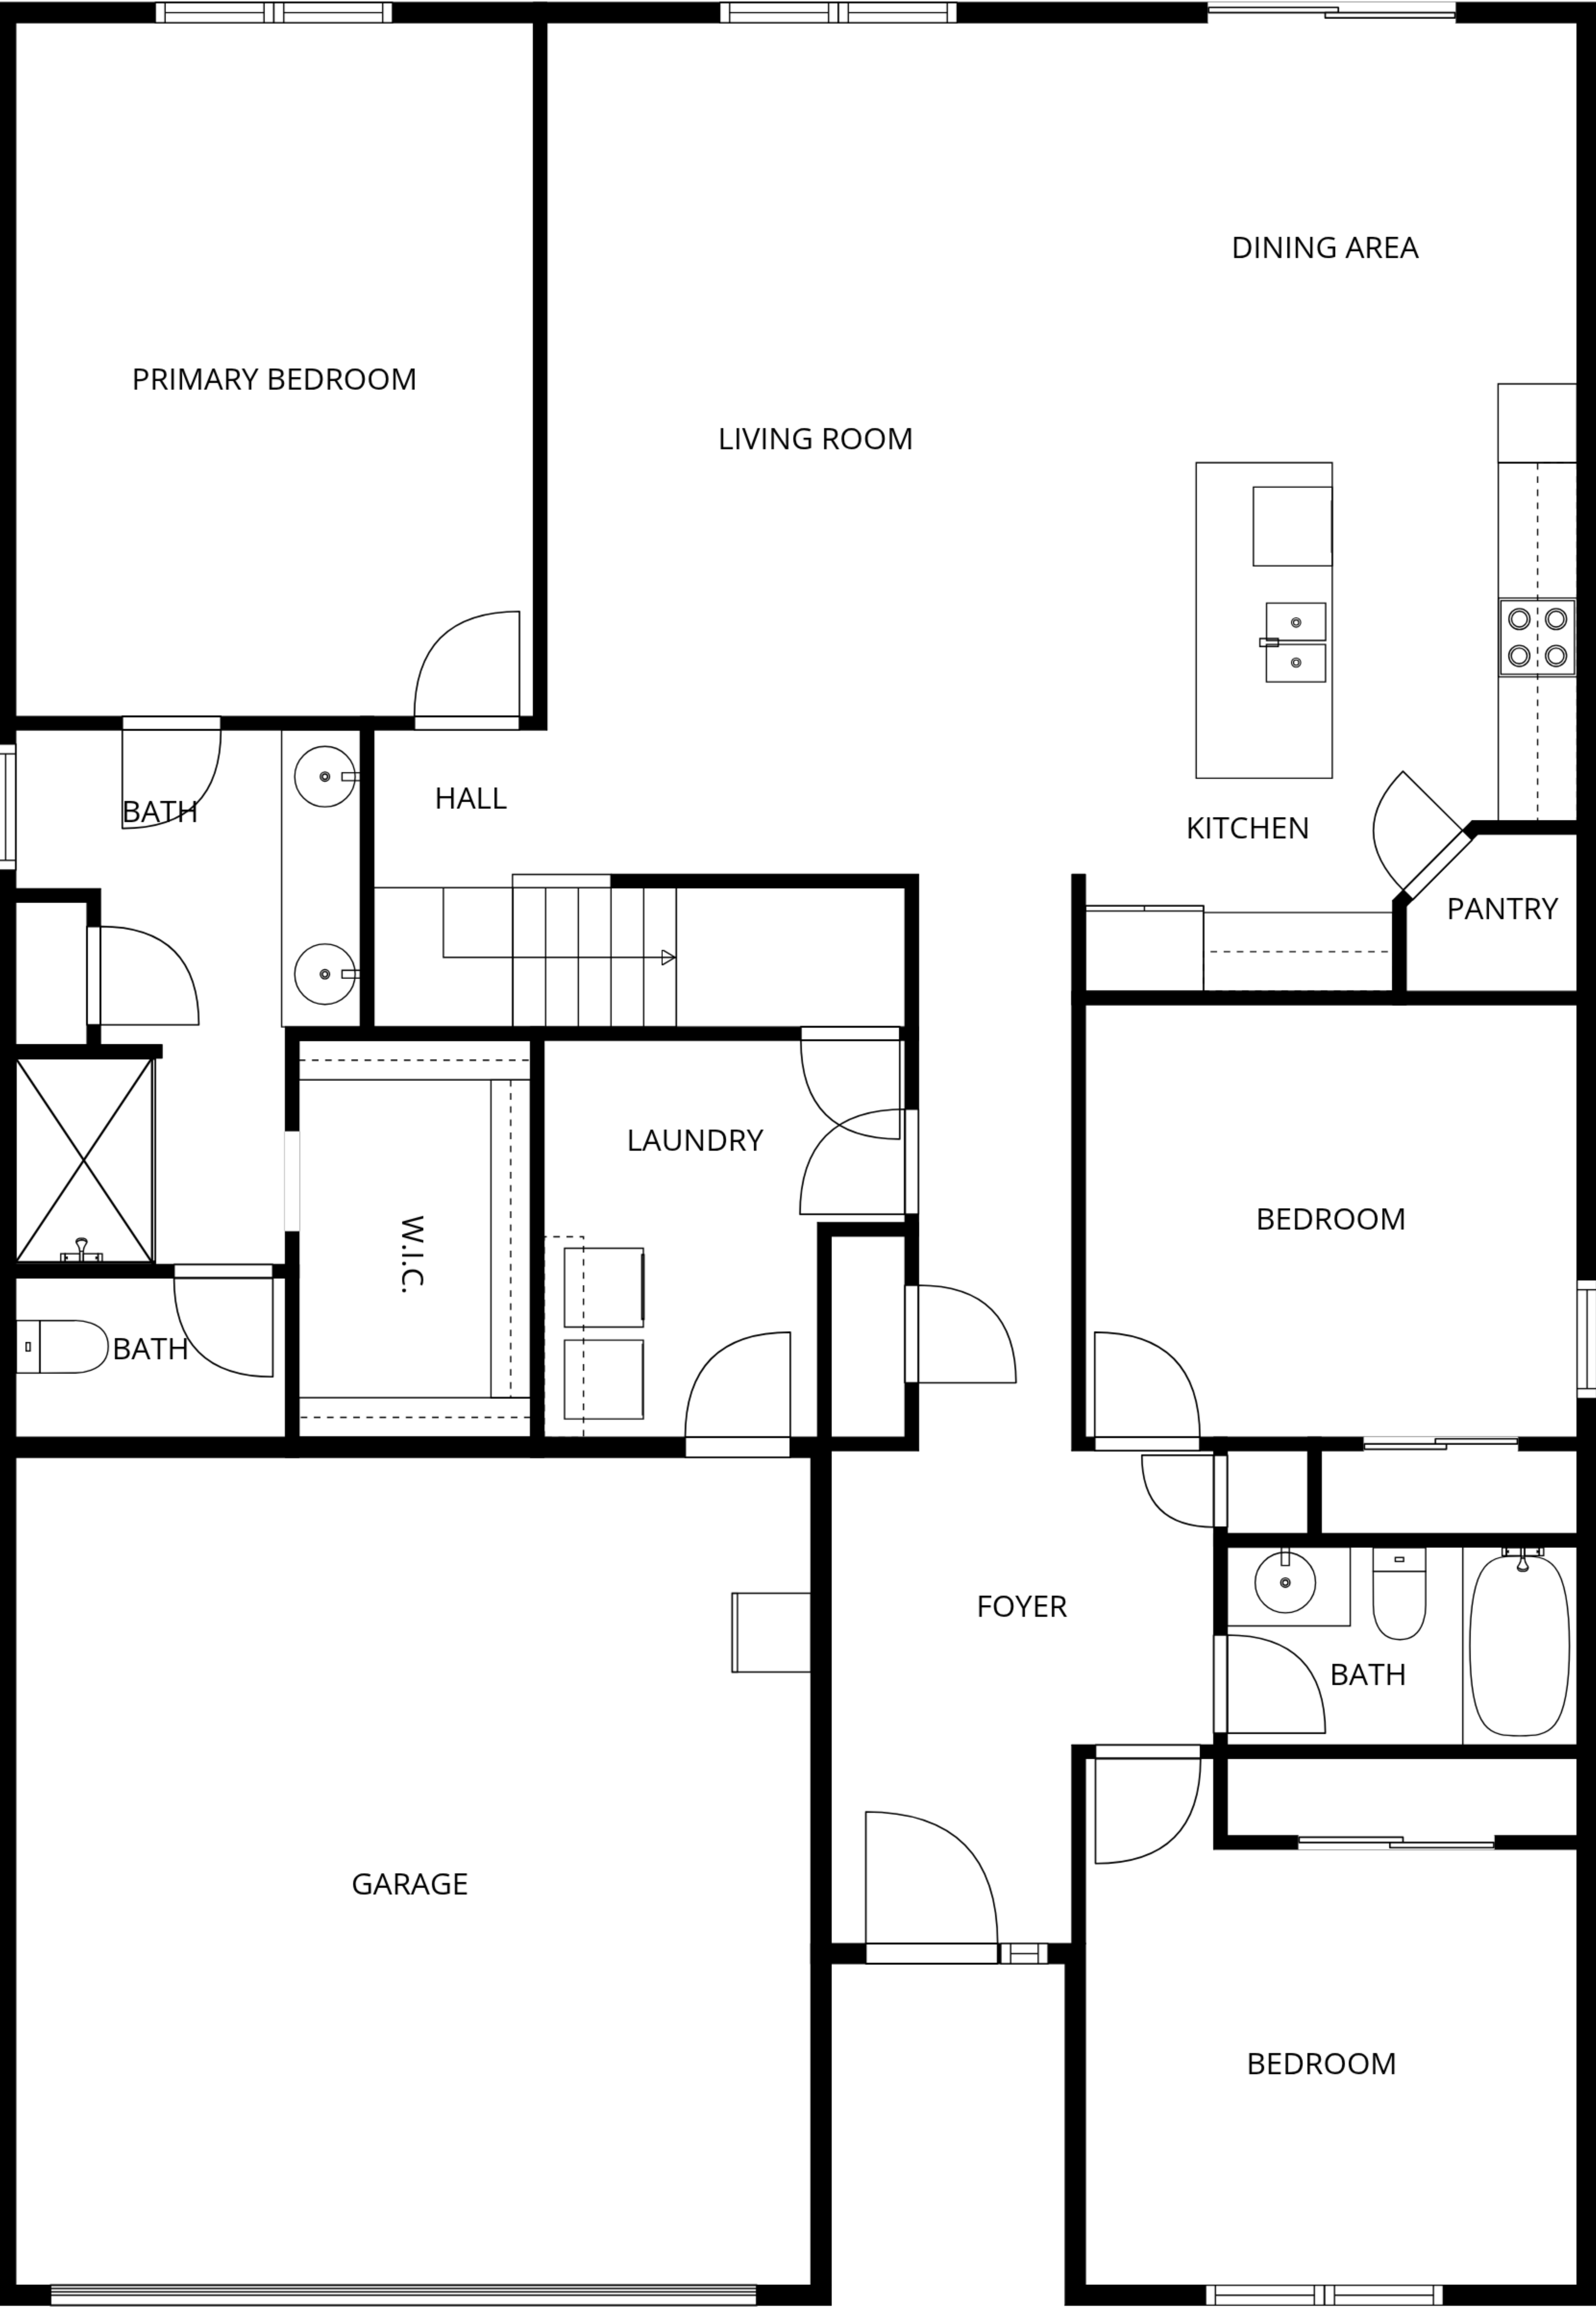 DINING AREA
PRIMARY BEDROOM
LIVING ROOM
HALL
BATH
KITCHEN
PANTRY
LAUNDRY
BEDROOM
W.I.C.
BATH
FOYER
BATH
GARAGE
BEDROOM